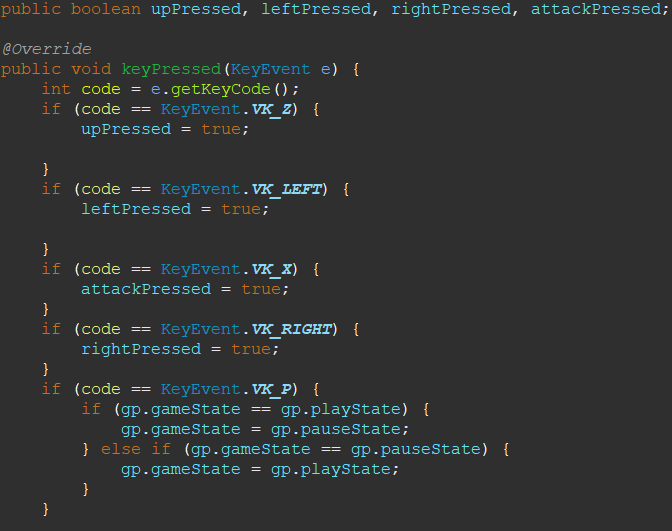 public boolean upPressed, leftPressed, rightPressed, attackPressed;
@Override
public void keyPressed(KeyEvent e) {
int code = e.getKeyCode();
if (code == KeyEvent.VK_Z) {
upPressed = true;
}
if (code == KeyEvent.VK_LEFT) {
leftPressed = true;
}
if (code == KeyEvent.VK_X) {
attackPressed = true;
}
if (code == KeyEvent.VK_RIGHT) {
rightPressed = true;
}
if (code == KeyEvent.VK_P) {
if (gp.gameState == gp.playState) {
gp.gameState = gp.pauseState;
} else if (gp.gameState == gp.pauseState) {
gp.gameState = gp.playState;
}
}